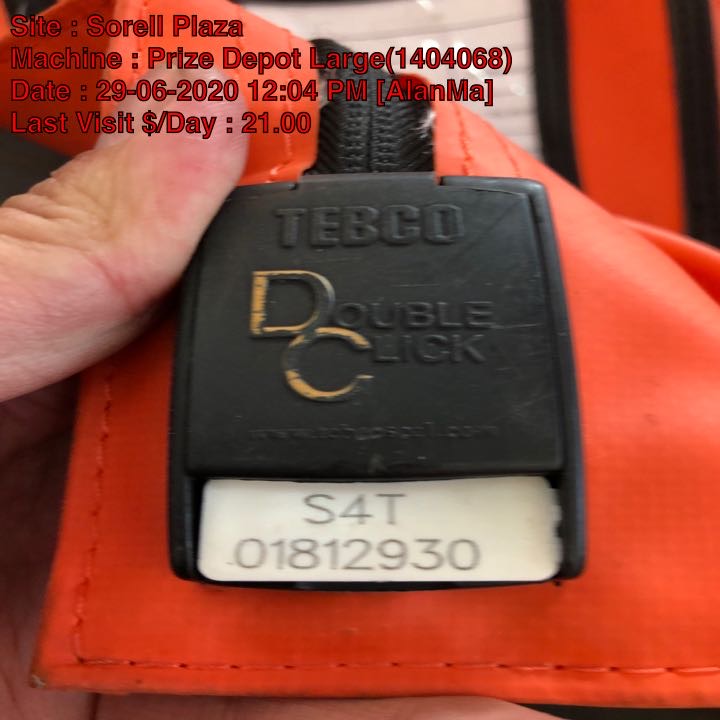 Site : Sorell Plaza
Machine : Prize Depot Large(1404068)
Date : 29-06-2020 12:04 PM [AlanMa]
Last Visit $/Day : 21.00
TEBCO
DOUBLE
CLICK
S4T
01812930